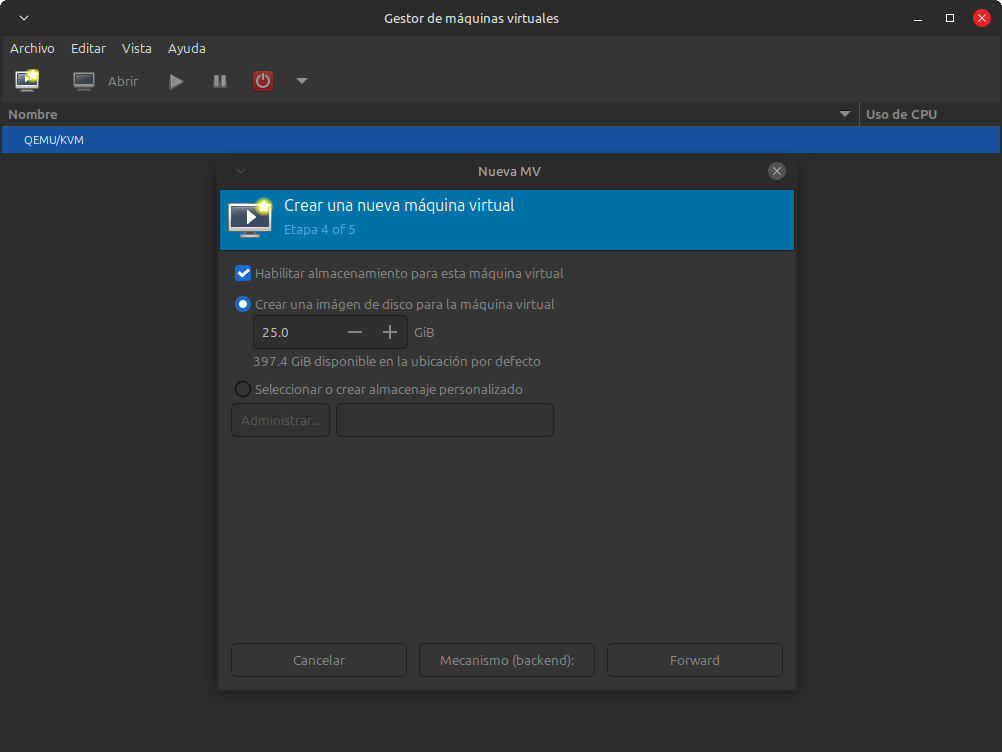 Gestor de máquinas virtuales
Archivo Editar Vista Ayuda
Abrir
Nombre Uso de CPU
QEMU/KVM
Nueva MV
Crear una nueva máquina virtual
Etapa 4 of 5
Habilitar almacenamiento para esta máquina virtual
Crear una imágen de disco para la máquina virtual
25.0 GiB
397.4 GiB disponible en la ubicación por defecto
Seleccionar o crear almacenaje personalizado
Administrar...
Cancelar Mecanismo (backend): Forward